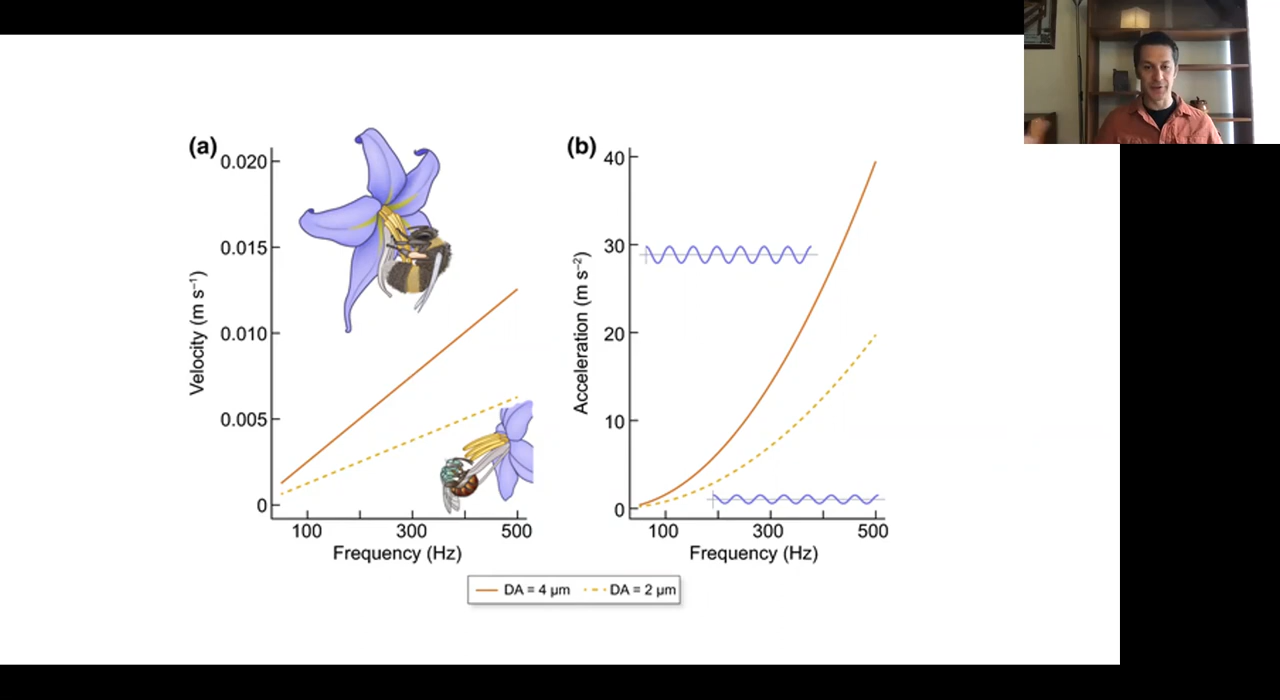 (a)
0.020
0.015
0.010
0.005
0
Velocity (m s⁻¹)
100 300 500
Frequency (Hz)
(b)
40
30
20
10
0
Acceleration (m s⁻²)
100 300 500
Frequency (Hz)
DA = 4 μm DA = 2 μm